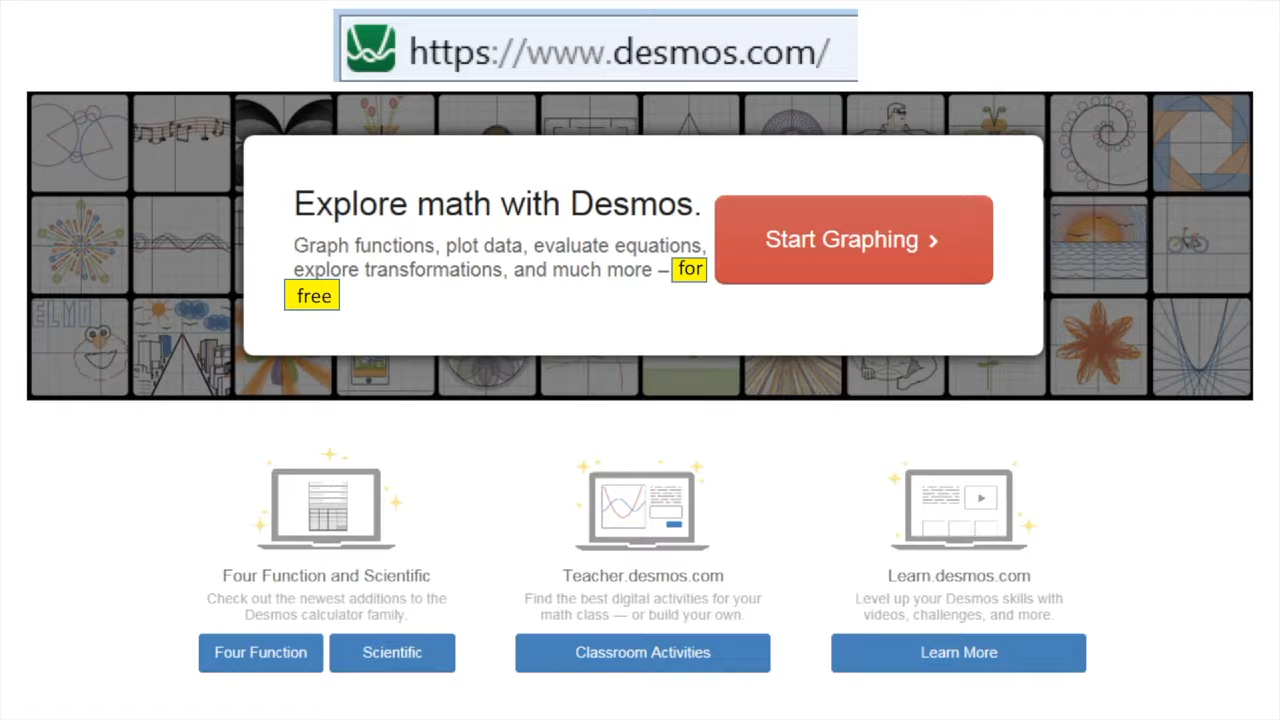 https://www.desmos.com/
Explore math with Desmos.
Graph functions, plot data, evaluate equations,
explore transformations, and much more – for
free
Start Graphing ›
ELMO
Four Function and Scientific
Check out the newest additions to the
Desmos calculator family.
Four Function
Scientific
Teacher.desmos.com
Find the best digital activities for your
math class — or build your own.
Classroom Activities
Learn.desmos.com
Level up your Desmos skills with
videos, challenges, and more.
Learn More